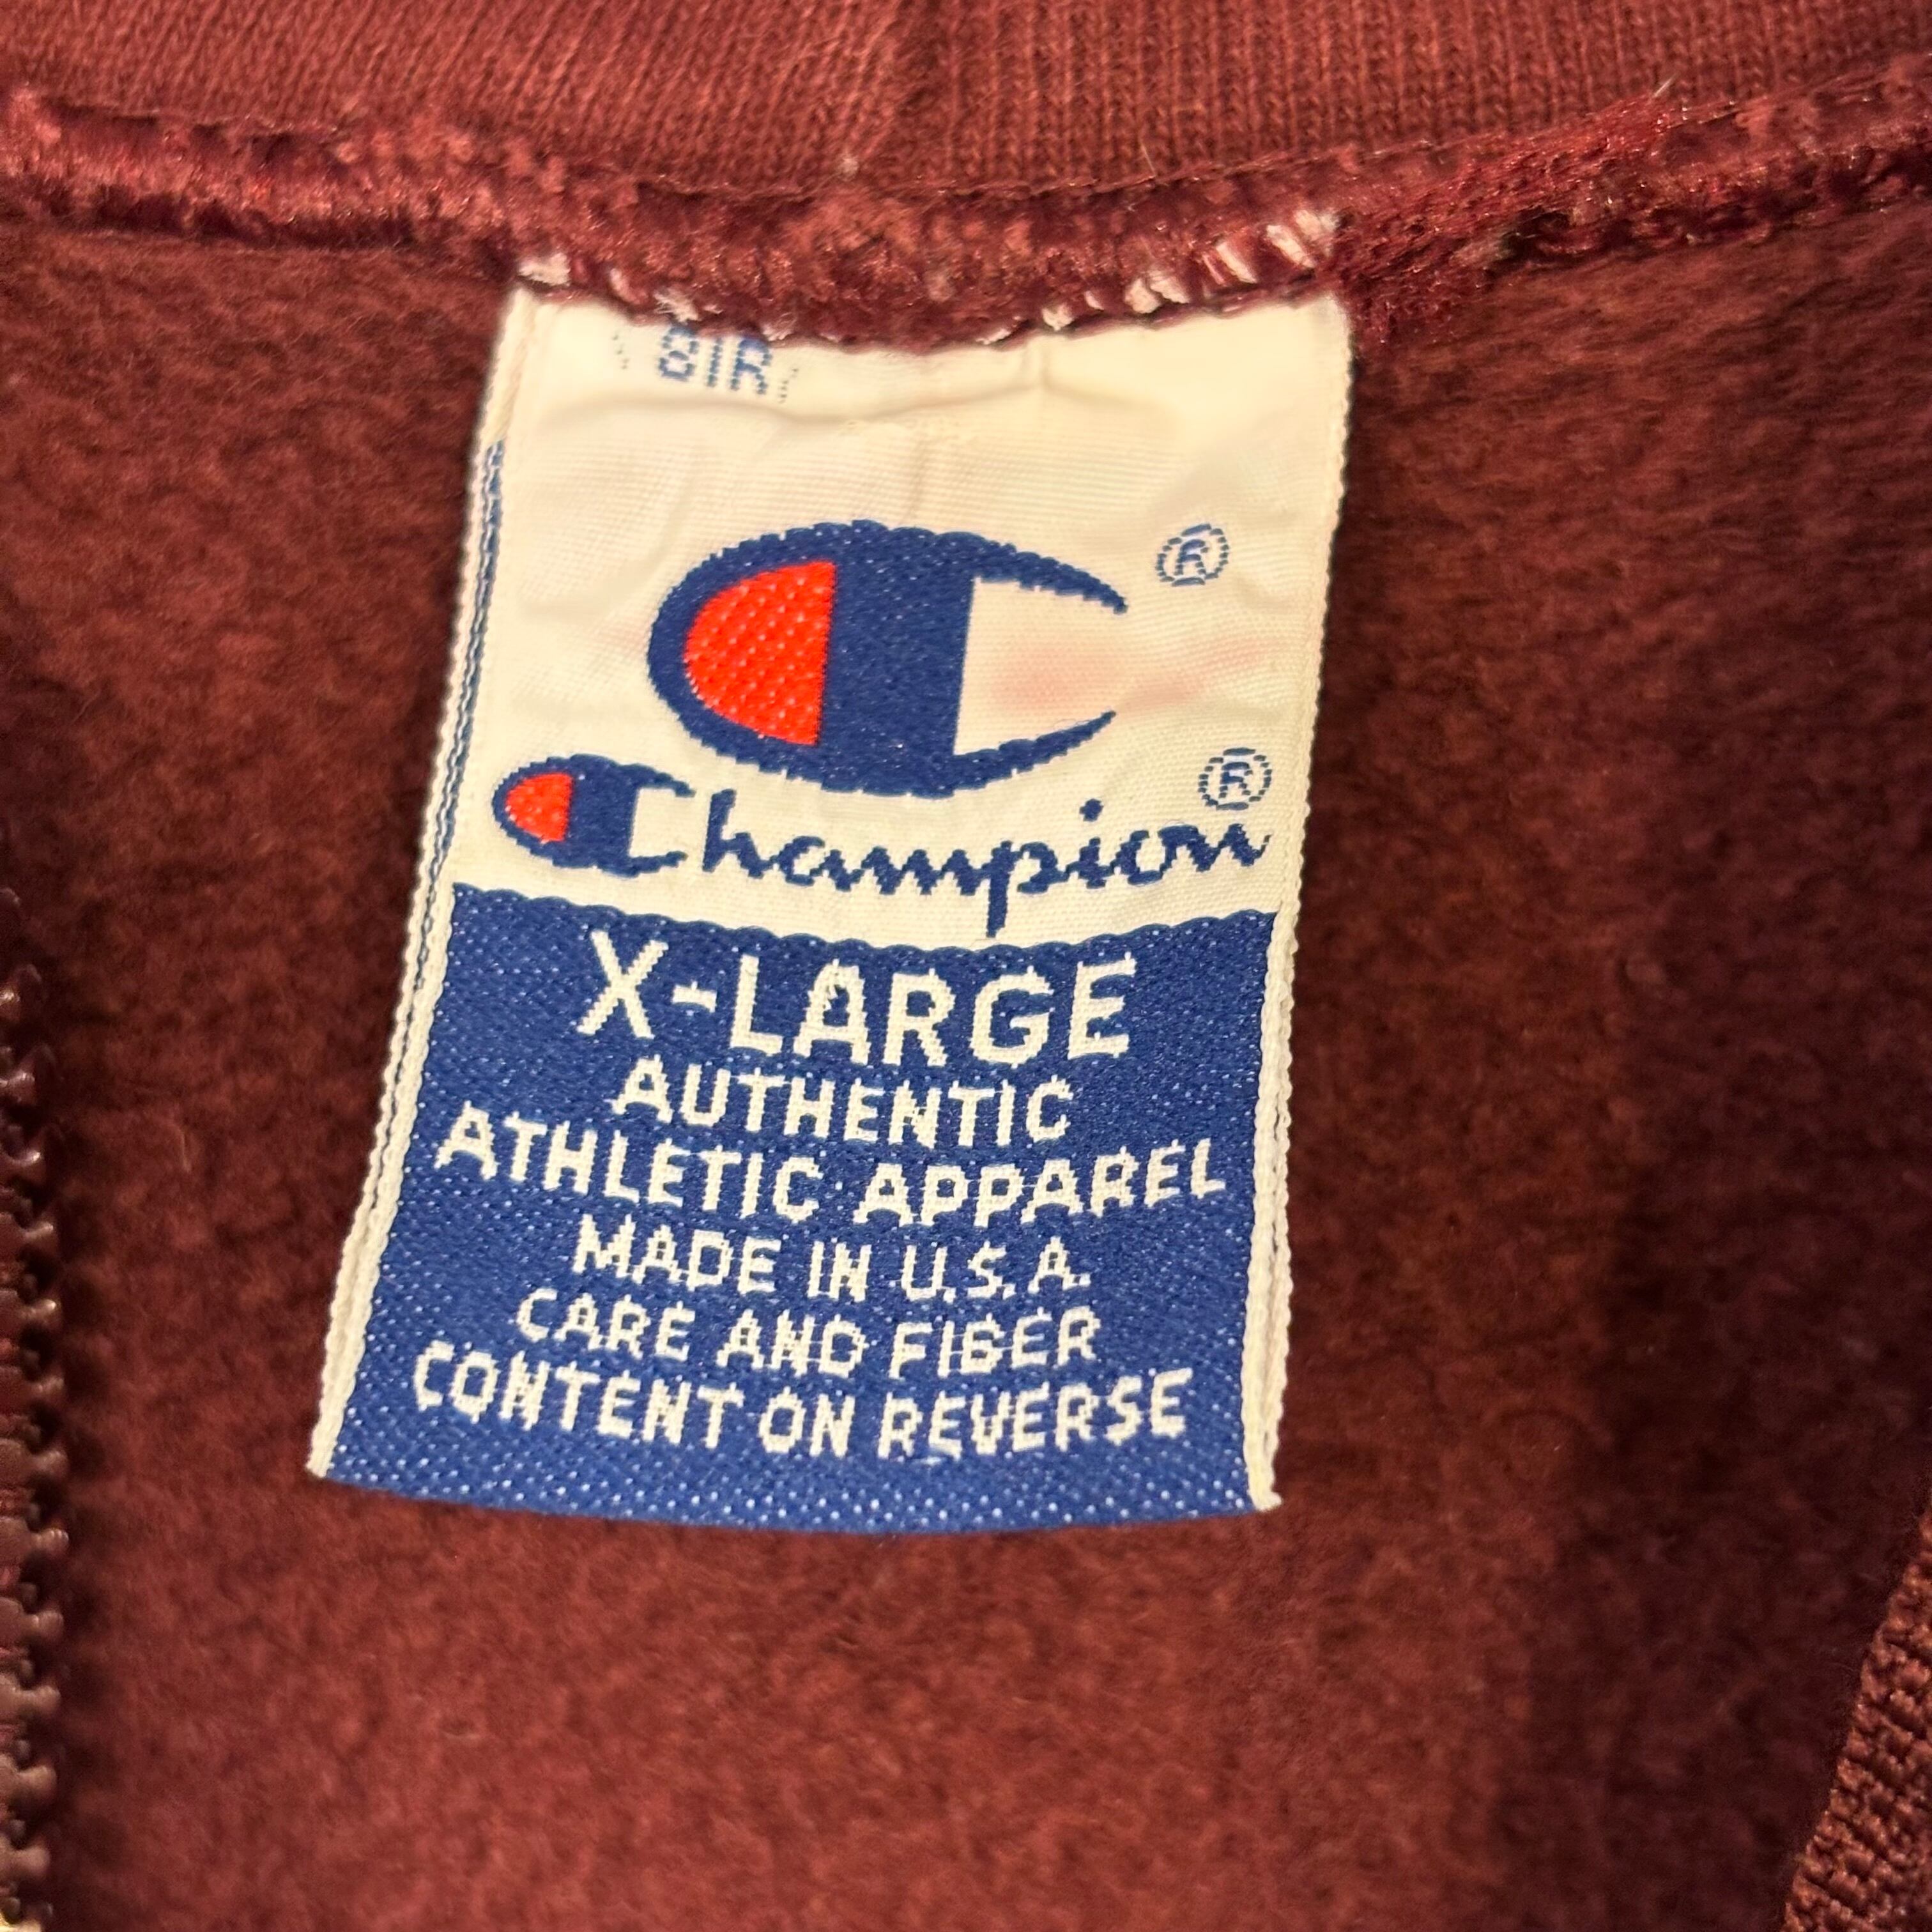 ®
Champion ®
X-LARGE
AUTHENTIC
ATHLETIC APPAREL
MADE IN U.S.A.
CARE AND FIBER
CONTENT ON REVERSE